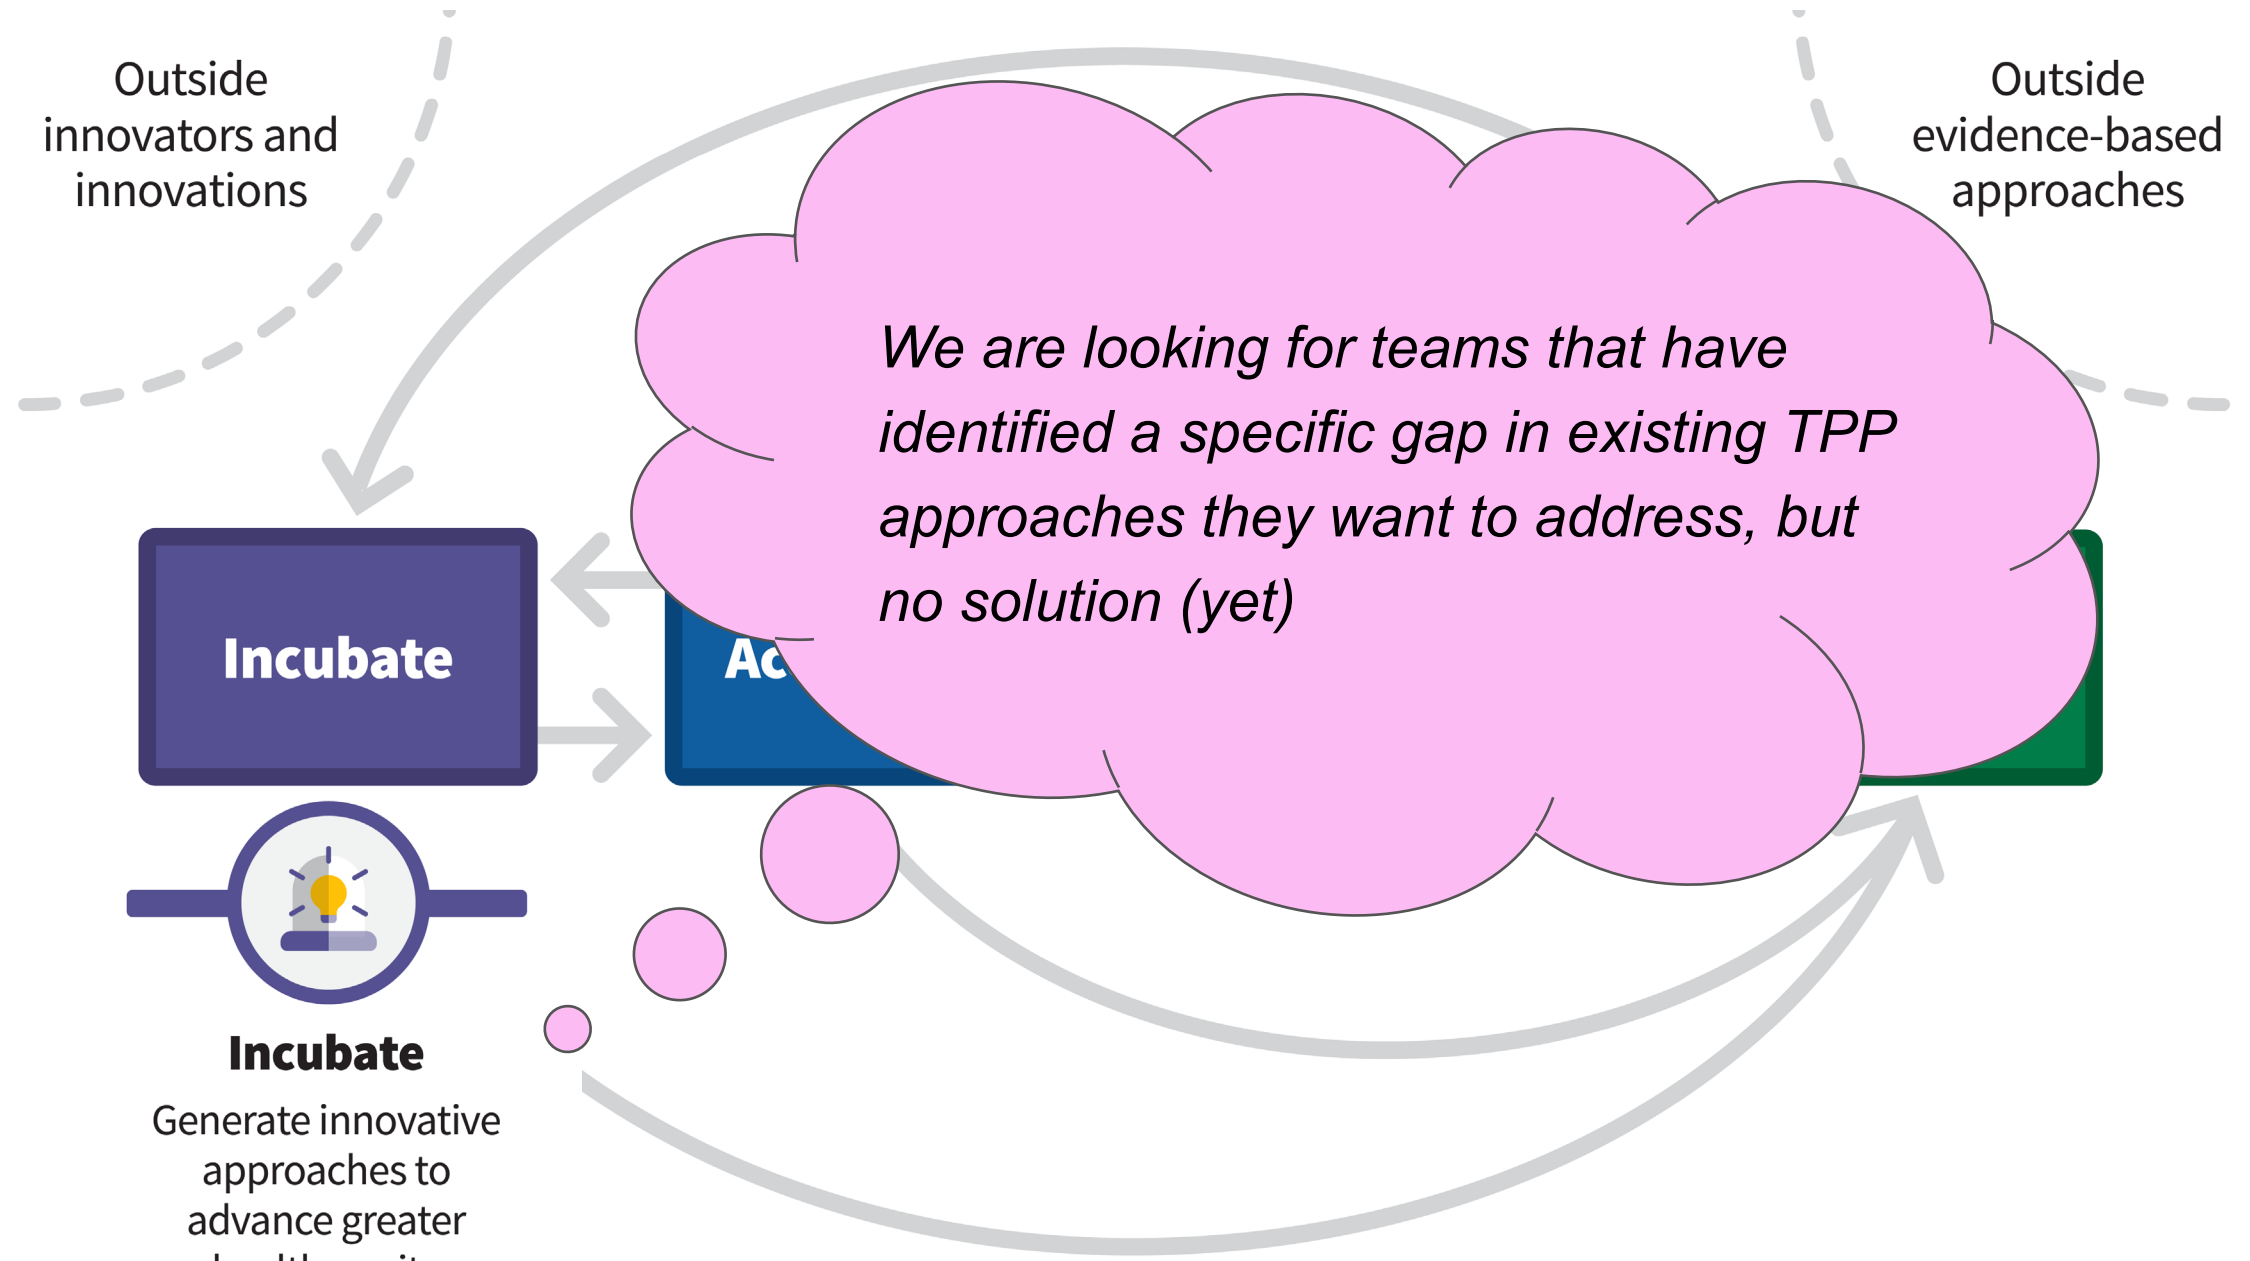 Outside
innovators and
innovations
Outside
evidence-based
approaches
We are looking for teams that have
identified a specific gap in existing TPP
approaches they want to address, but
no solution (yet)
Incubate
Incubate
Generate innovative
approaches to
advance greater